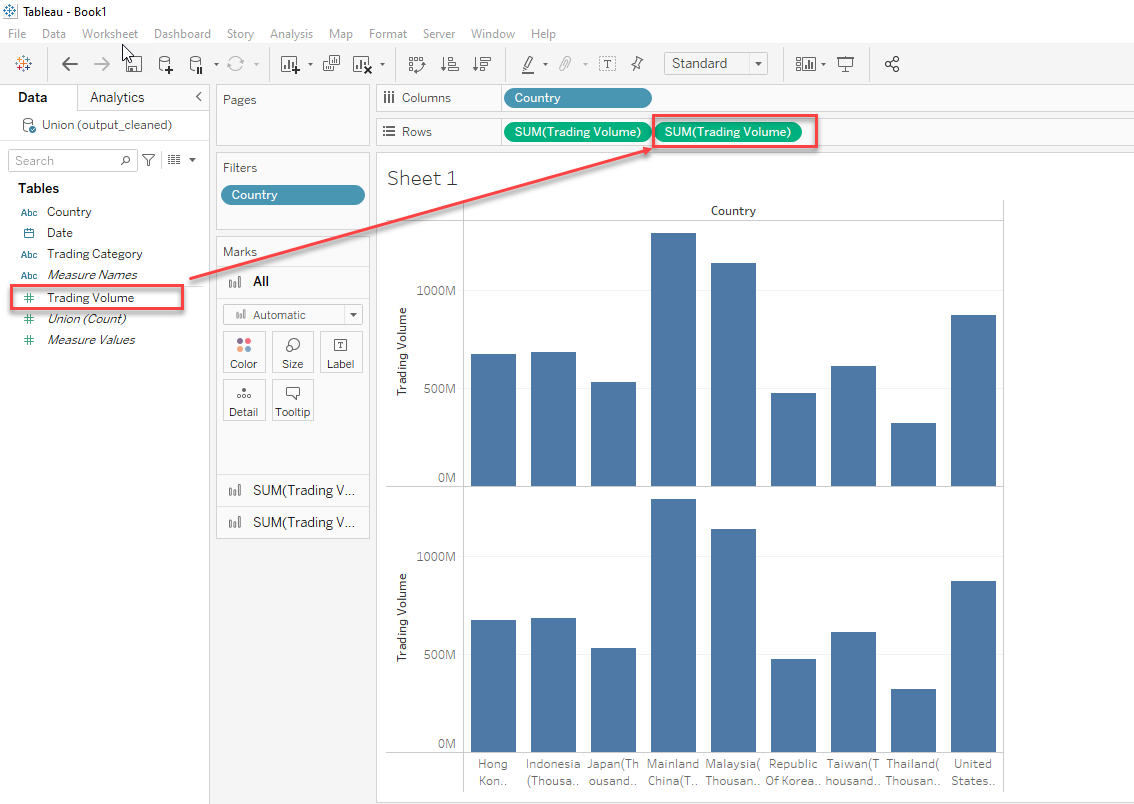 Tableau - Book1
File Data Worksheet Dashboard Story Analysis Map Format Server Window Help
Standard
Data Analytics
Union (output_cleaned)
Search
Tables
Abc Country
Date
Abc Trading Category
Abc Measure Names
# Trading Volume
# Union (Count)
# Measure Values
Pages
Filters
Country
Marks
All
Automatic
Color Size Label
Detail Tooltip
SUM(Trading V...
SUM(Trading V...
Columns Country
Rows SUM(Trading Volume) SUM(Trading Volume)
Sheet 1
Country
Trading Volume
1000M
500M
0M
Trading Volume
1000M
500M
0M
Hong Kon..
Indonesia (Thousa..
Japan(Th ousand..
Mainland China(T..
Malaysia( Thousan..
Republic Of Korea..
Taiwan(T housand..
Thailand( Thousan..
United States..